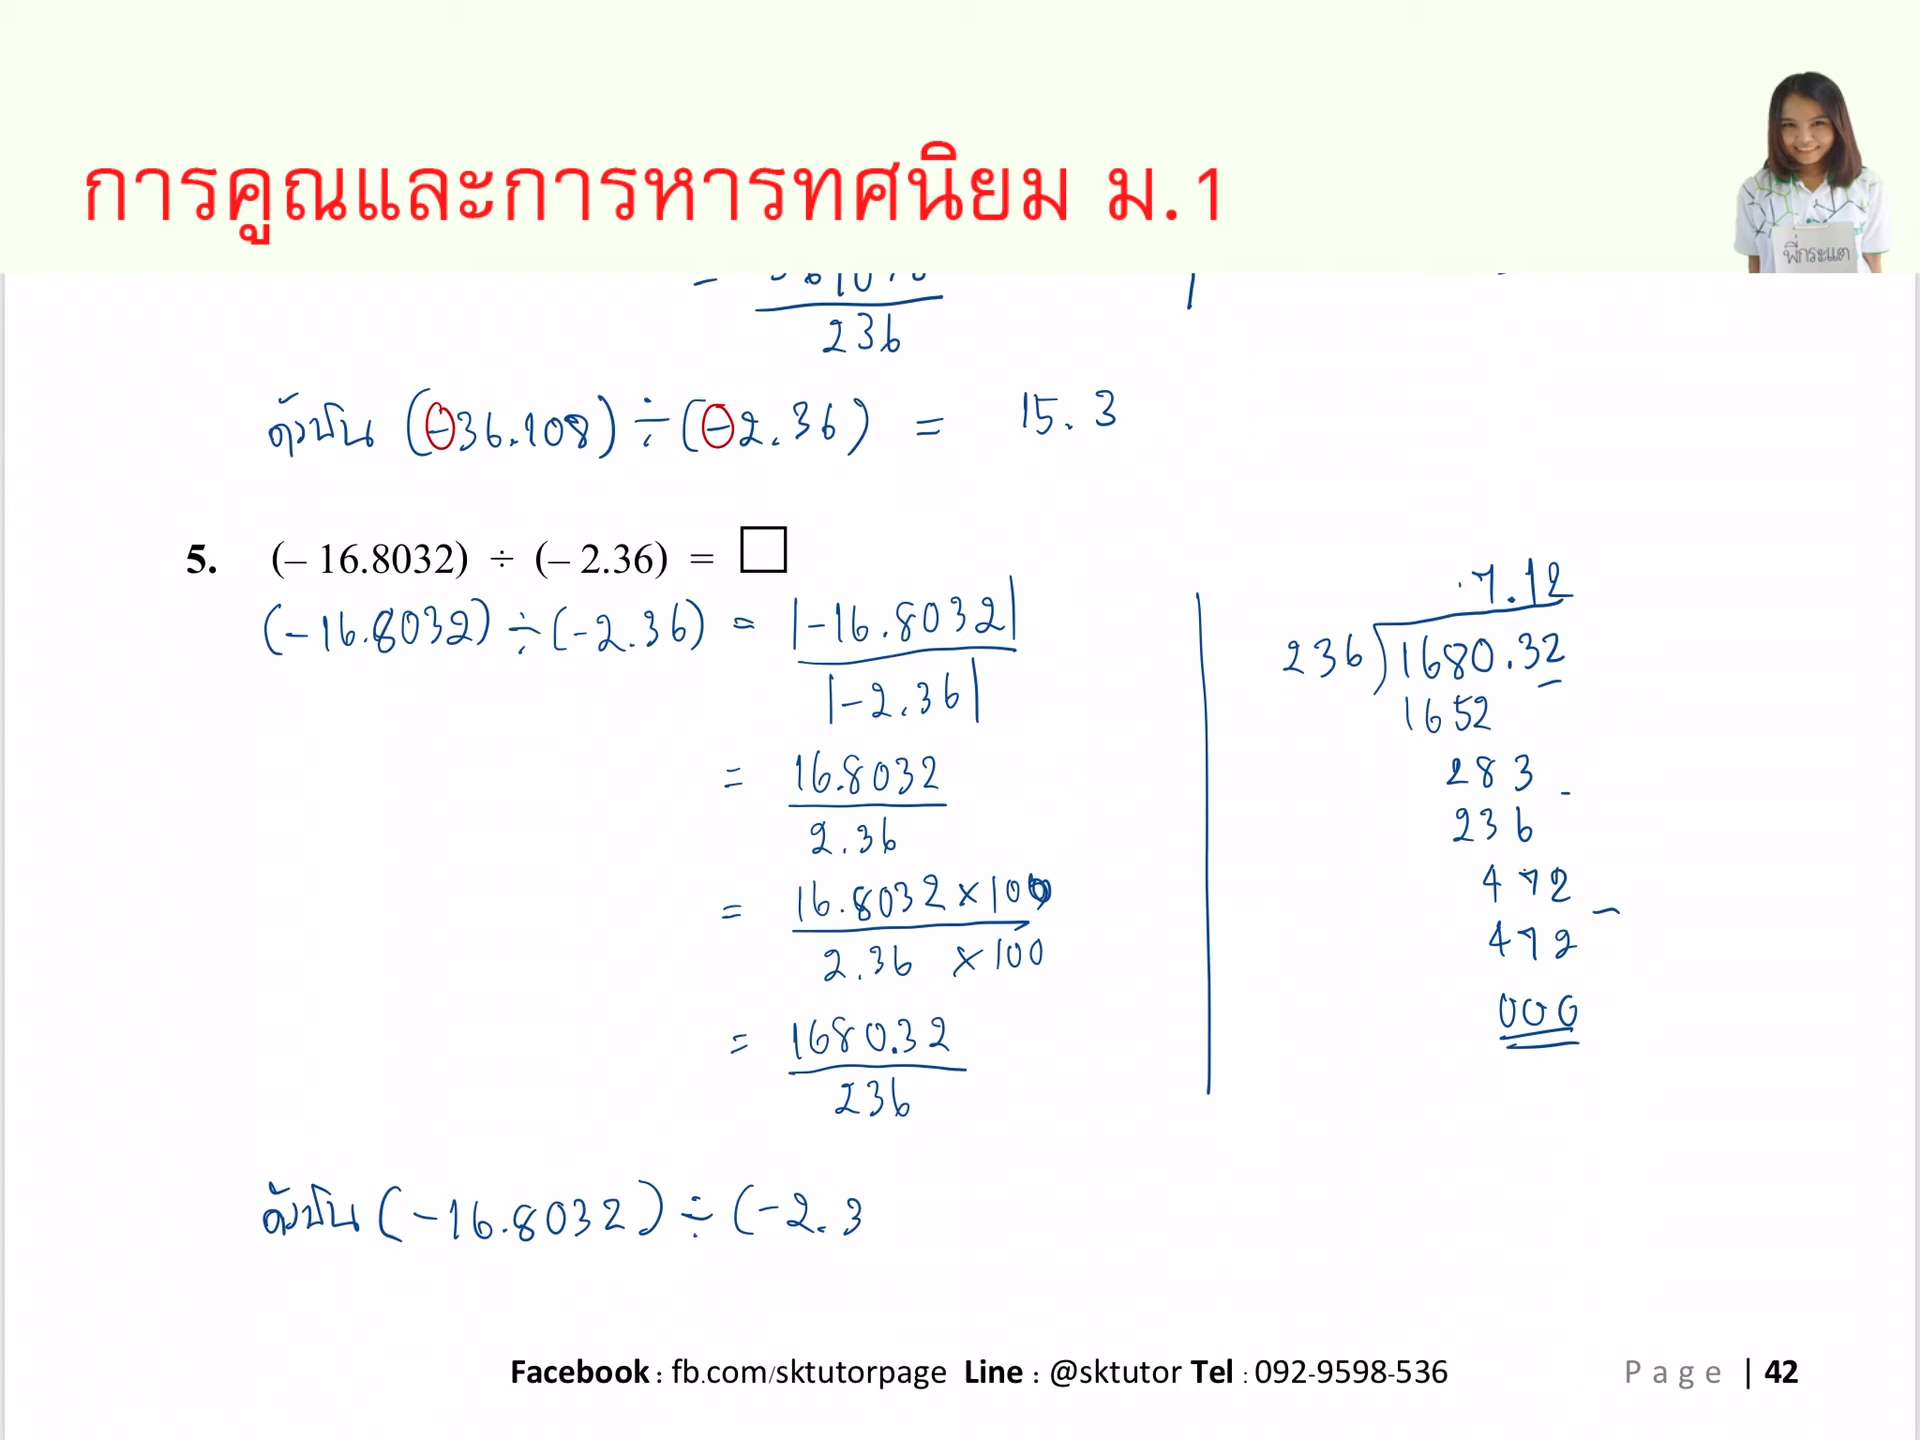 การคูณและการหารทศนิยม ม.1
พี่กระแต
=
236
ดังนั้น (-36.108) ÷ (-2.36) = 15.3
5. (– 16.8032) ÷ (– 2.36) = □
(-16.8032) ÷ (-2.36) = |-16.8032|
|-2.36|
= 16.8032
2.36
= 16.8032 × 100
2.36 × 100
= 1680.32
236
7.12
236 ) 1680.32
1652
283
236
472
472
000
ดังนั้น (-16.8032) ÷ (-2.3
Facebook : fb.com/sktutorpage Line : @sktutor Tel : 092-9598-536
Page | 42